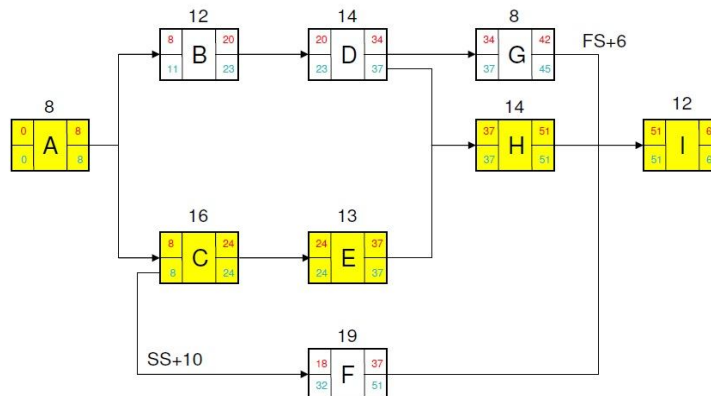 12 14 8
8 20 20 34 34 42 FS+6
B D G
11 23 23 37 37 45
8 14 12
0 8 37 51 51
A H I
0 8 37 51 51
16 13
8 24 24 37
C E
8 24 24 37
19
SS+10 18 37
F
32 51